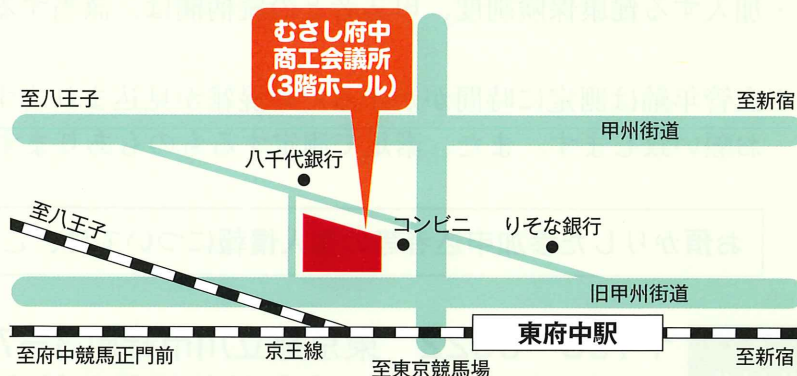 むさし府中
商工会議所
(3階ホール)
至八王子
至新宿
甲州街道
八千代銀行
至八王子
コンビニ
りそな銀行
旧甲州街道
東府中駅
至府中競馬正門前
京王線
至東京競馬場
至新宿